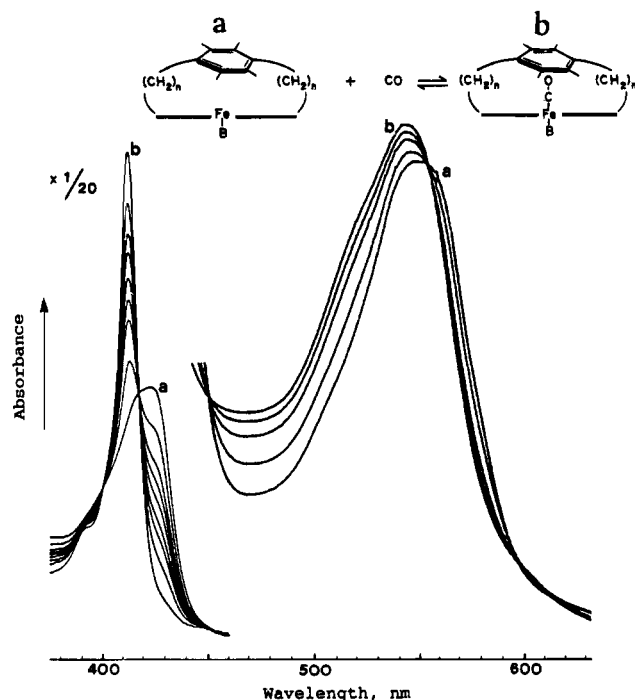 a
b
(CH₂)ₙ
(CH₂)ₙ
Fe
B
+ CO ⇌
(CH₂)ₙ
(CH₂)ₙ
O
C
Fe
B
b
x 1/20
a
b
a
Absorbance
400
500
600
Wavelength, nm